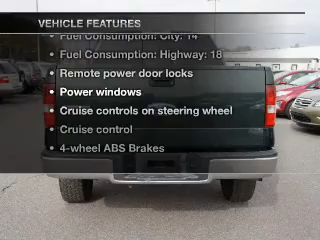 VEHICLE FEATURES
• Fuel Consumption: City: 14
• Fuel Consumption: Highway: 18
• Remote power door locks
• Power windows
• Cruise controls on steering wheel
• Cruise control
• 4-wheel ABS Brakes